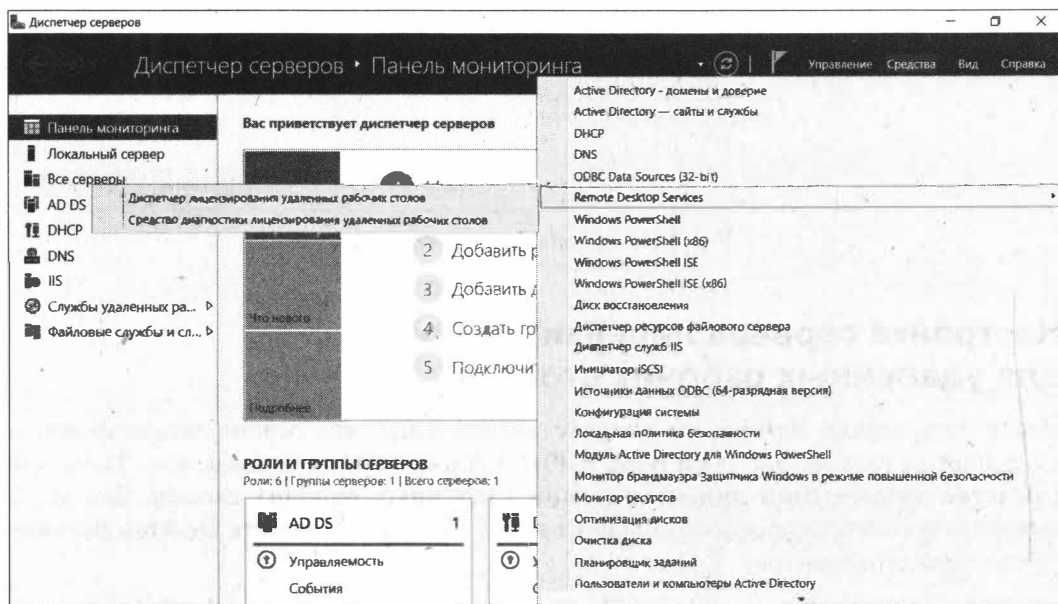 Диспетчер серверов
Диспетчер серверов • Панель мониторинга
Управление Средства Вид Справка
Панель мониторинга
Локальный сервер
Все серверы
AD DS
DHCP
DNS
IIS
Службы удаленных ра...
Файловые службы и сл...
Диспетчер лицензирования удаленных рабочих столов
Средство диагностики лицензирования удаленных рабочих столов
Вас приветствует диспетчер серверов
2 Добавить р
3 Добавить д
4 Создать гр
5 Подключи
Что нового
Подробнее
РОЛИ И ГРУППЫ СЕРВЕРОВ
Роли: 6 | Группы серверов: 1 | Всего серверов: 1
AD DS 1
Управляемость
События
Active Directory - домены и доверие
Active Directory — сайты и службы
DHCP
DNS
ODBC Data Sources (32-bit)
Remote Desktop Services
Windows PowerShell
Windows PowerShell (x86)
Windows PowerShell ISE
Windows PowerShell ISE (x86)
Диск восстановления
Диспетчер ресурсов файлового сервера
Диспетчер служб IIS
Инициатор iSCSI
Источники данных ODBC (64-разрядная версия)
Конфигурация системы
Локальная политика безопасности
Модуль Active Directory для Windows PowerShell
Монитор брандмауэра Защитника Windows в режиме повышенной безопасности
Монитор ресурсов
Оптимизация дисков
Очистка диска
Планировщик заданий
Пользователи и компьютеры Active Directory